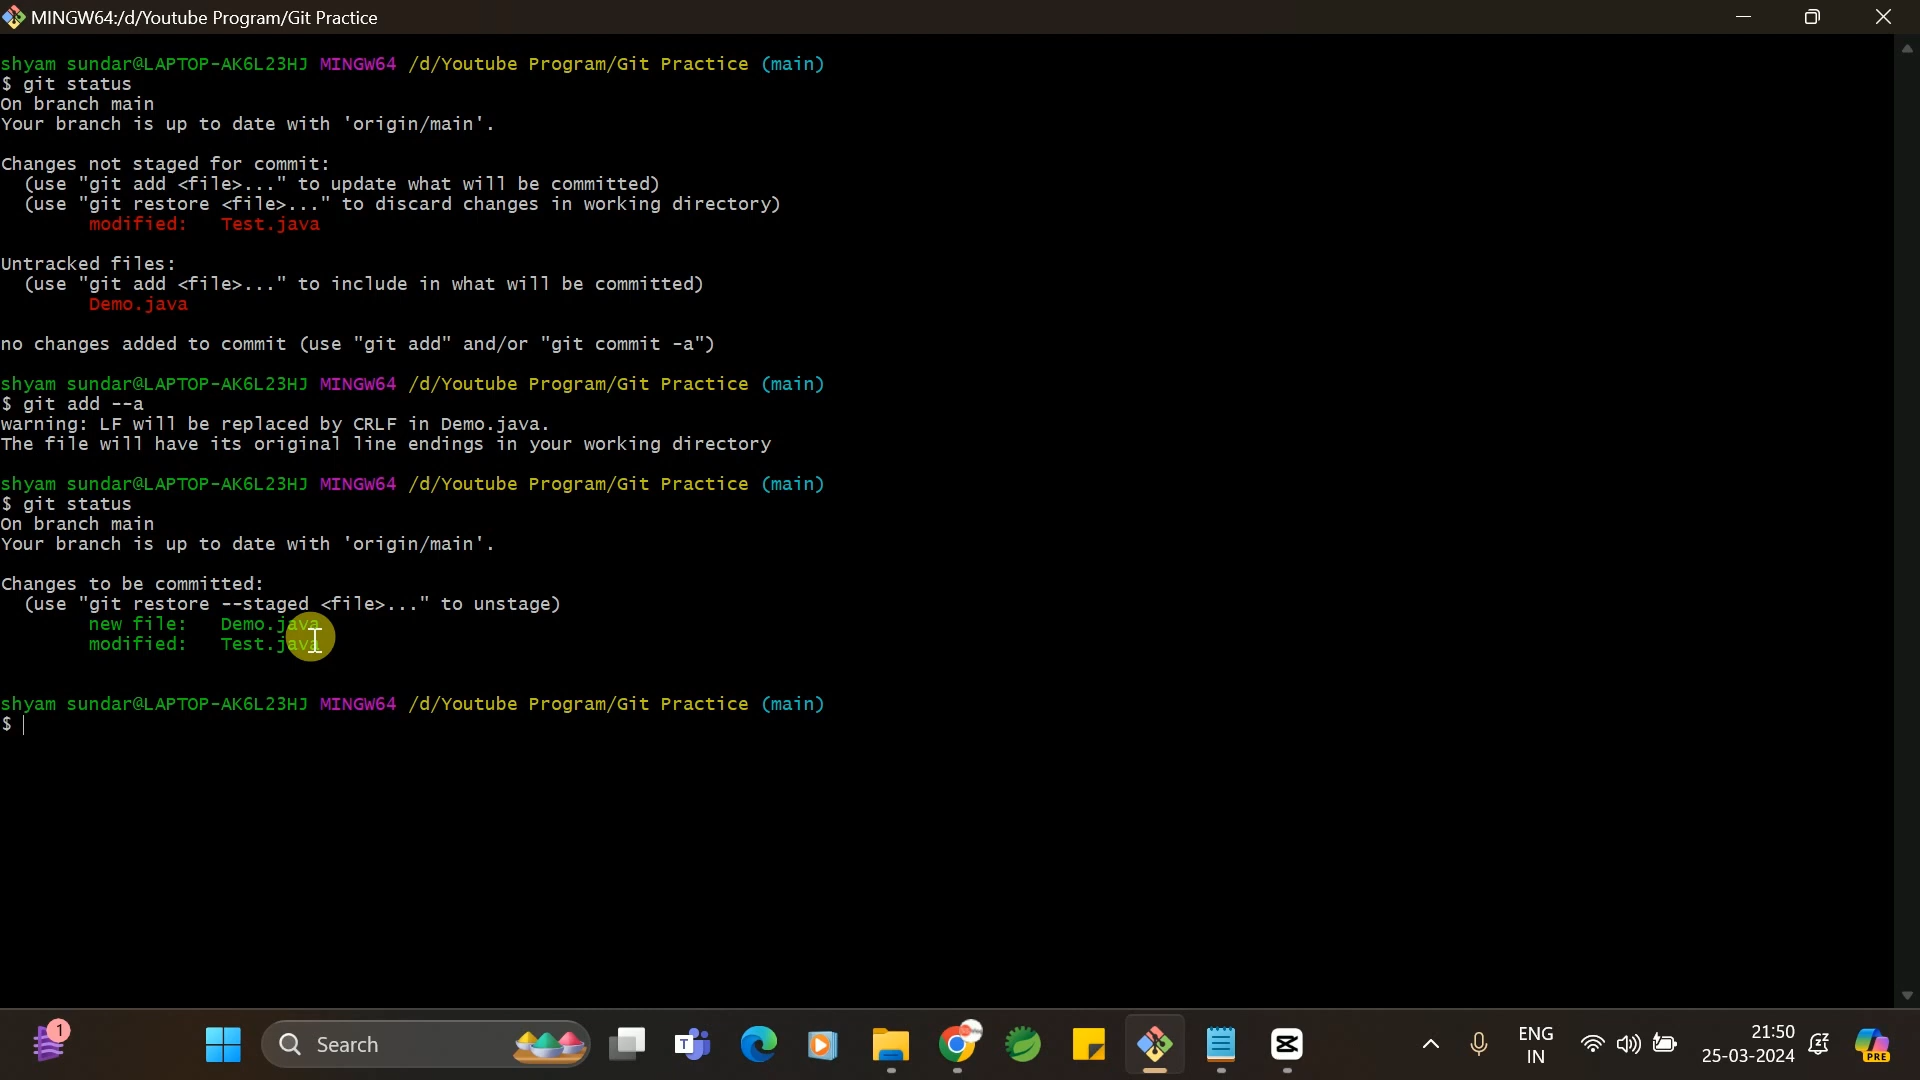 MINGW64:/d/Youtube Program/Git Practice
shyam sundar@LAPTOP-AK6L23HJ MINGW64 /d/Youtube Program/Git Practice (main)
$ git status
On branch main
Your branch is up to date with 'origin/main'.
Changes not staged for commit:
(use "git add <file>..." to update what will be committed)
(use "git restore <file>..." to discard changes in working directory)
modified: Test.java
Untracked files:
(use "git add <file>..." to include in what will be committed)
Demo.java
no changes added to commit (use "git add" and/or "git commit -a")
shyam sundar@LAPTOP-AK6L23HJ MINGW64 /d/Youtube Program/Git Practice (main)
$ git add --a
warning: LF will be replaced by CRLF in Demo.java.
The file will have its original line endings in your working directory
shyam sundar@LAPTOP-AK6L23HJ MINGW64 /d/Youtube Program/Git Practice (main)
$ git status
On branch main
Your branch is up to date with 'origin/main'.
Changes to be committed:
(use "git restore --staged <file>..." to unstage)
new file: Demo.java
modified: Test.java
shyam sundar@LAPTOP-AK6L23HJ MINGW64 /d/Youtube Program/Git Practice (main)
$
1
Search
T
ENG
IN
21:50
25-03-2024
PRE